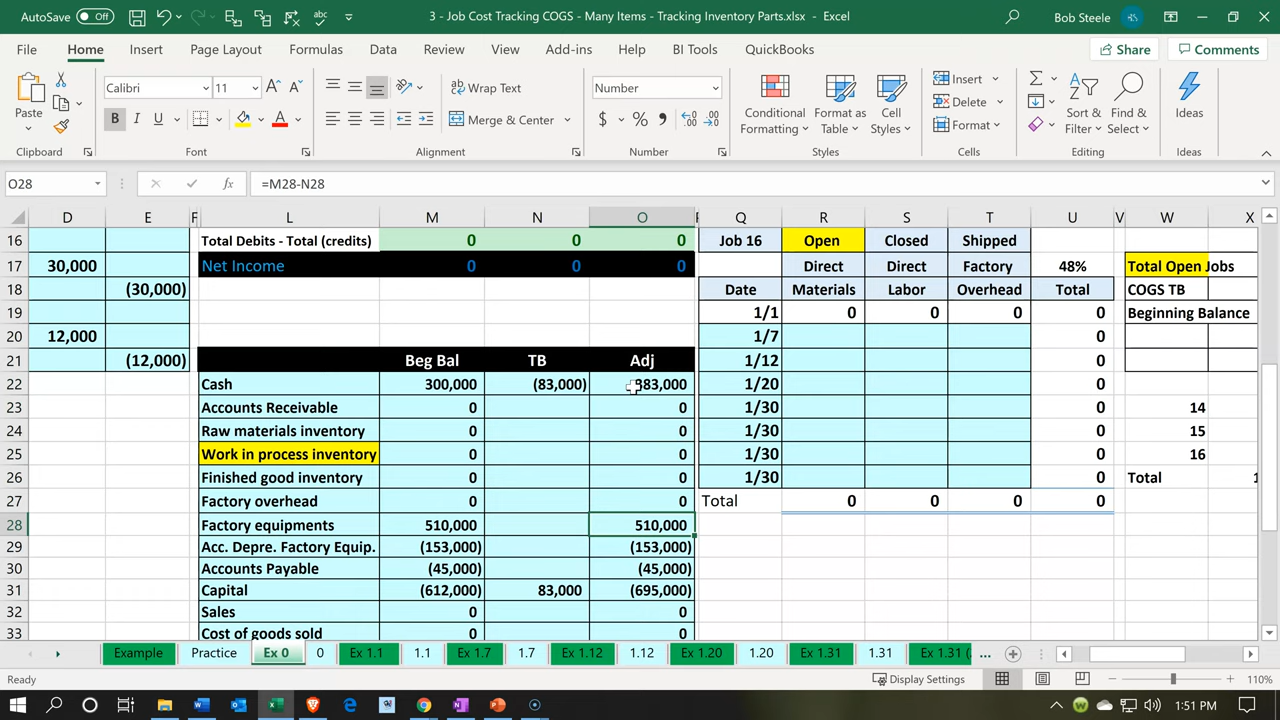 AutoSave Off 3 - Job Cost Tracking COGS - Many Items - Tracking Inventory Parts.xlsx - Excel Bob Steele
File Home Insert Page Layout Formulas Data Review View Add-ins Help BI Tools QuickBooks Share Comments
Paste Calibri 11 Wrap Text Merge & Center Number Conditional Formatting Format as Table Cell Styles Insert Delete Format Sort & Filter Find & Select Ideas
Clipboard Font Alignment Number Styles Cells Editing Ideas
O28 fx =M28-N28
D E F L M N O Q R S T U V W X
16 Total Debits - Total (credits) 0 0 0 Job 16 Open Closed Shipped
17 30,000 Net Income 0 0 0 Direct Direct Factory 48% Total Open Jobs
18 (30,000) Date Materials Labor Overhead Total COGS TB
19 1/1 0 0 0 0 Beginning Balance
20 12,000 1/7 0
21 (12,000) Beg Bal TB Adj 1/12 0
22 Cash 300,000 (83,000) 383,000 1/20 0
23 Accounts Receivable 0 0 1/30 0 14
24 Raw materials inventory 0 0 1/30 0 15
25 Work in process inventory 0 0 1/30 0 16
26 Finished good inventory 0 0 1/30 0 Total
27 Factory overhead 0 0 Total 0 0 0 0
28 Factory equipments 510,000 510,000
29 Acc. Depre. Factory Equip. (153,000) (153,000)
30 Accounts Payable (45,000) (45,000)
31 Capital (612,000) 83,000 (695,000)
32 Sales 0 0
33 Cost of goods sold 0 0
Example Practice Ex 0 0 Ex 1.1 1.1 Ex 1.7 1.7 Ex 1.12 1.12 Ex 1.20 1.20 Ex 1.31 1.31 Ex 1.31 ( ...
Ready Display Settings 110%
1:51 PM